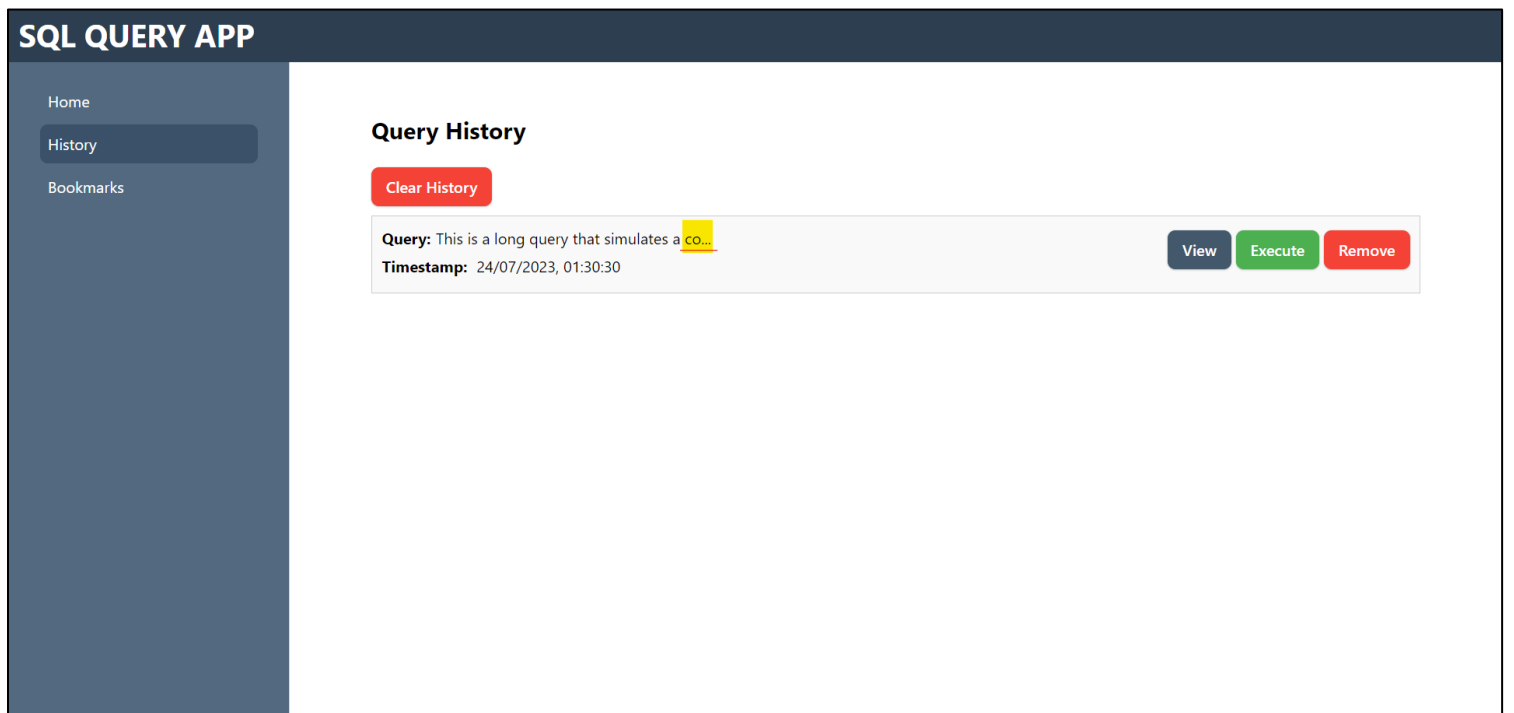 SQL QUERY APP
Home
History
Bookmarks
Query History
Clear History
Query: This is a long query that simulates a co...
Timestamp: 24/07/2023, 01:30:30
View Execute Remove